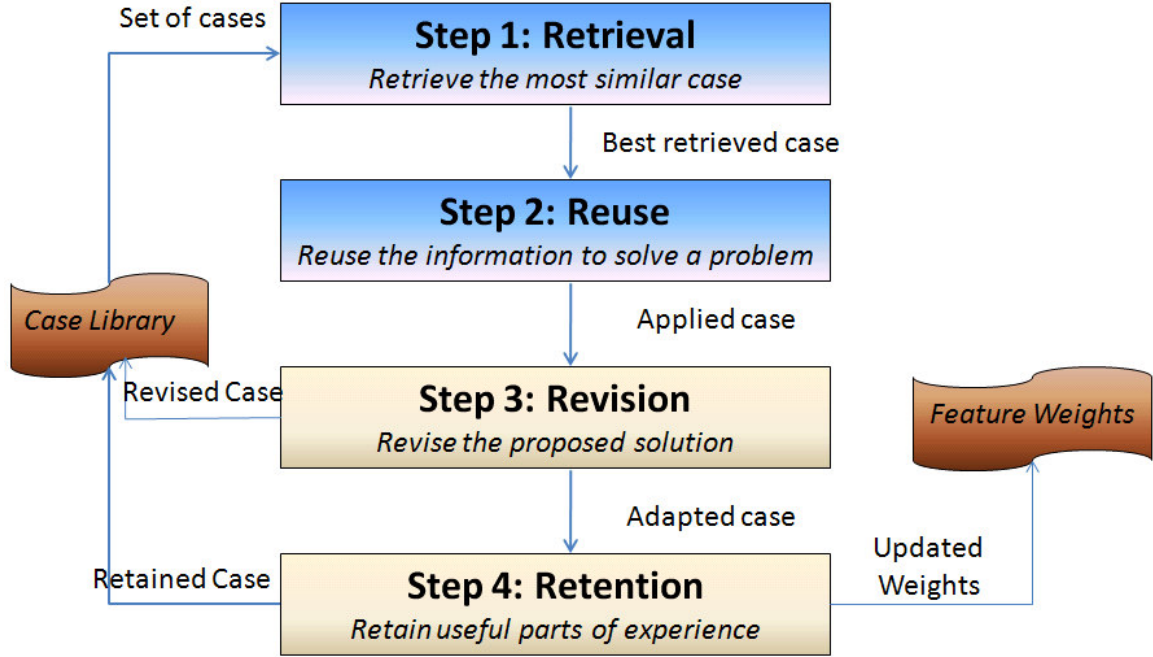 Set of cases
Step 1: Retrieval
Retrieve the most similar case
Best retrieved case
Step 2: Reuse
Reuse the information to solve a problem
Case Library
Applied case
Revised Case
Step 3: Revision
Revise the proposed solution
Feature Weights
Adapted case
Updated
Weights
Retained Case
Step 4: Retention
Retain useful parts of experience